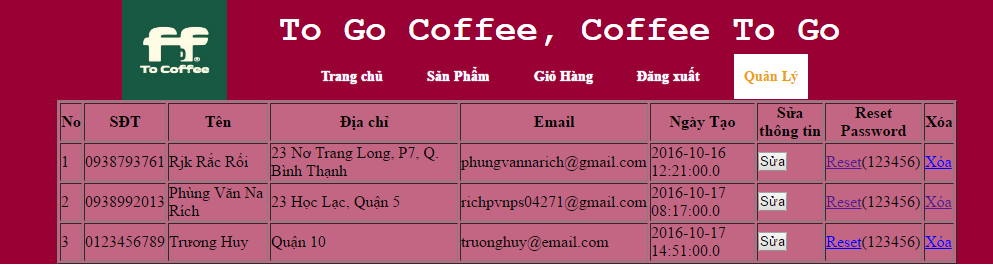 To Go Coffee, Coffee To Go
ff®
To Coffee
Trang chủ Sản Phẩm Giỏ Hàng Đăng xuất Quản Lý
No SĐT Tên Địa chỉ Email Ngày Tạo Sửa thông tin Reset Password Xóa
1 0938793761 Rjk Rắc Rối 23 Nơ Trang Long, P7, Q. Bình Thạnh phungvannarich@gmail.com 2016-10-16 12:21:00.0 Sửa Reset(123456) Xóa
2 0938992013 Phùng Văn Na Rích 23 Học Lạc, Quận 5 richpvnps04271@gmail.com 2016-10-17 08:17:00.0 Sửa Reset(123456) Xóa
3 0123456789 Trương Huy Quận 10 truonghuy@email.com 2016-10-17 14:51:00.0 Sửa Reset(123456) Xóa